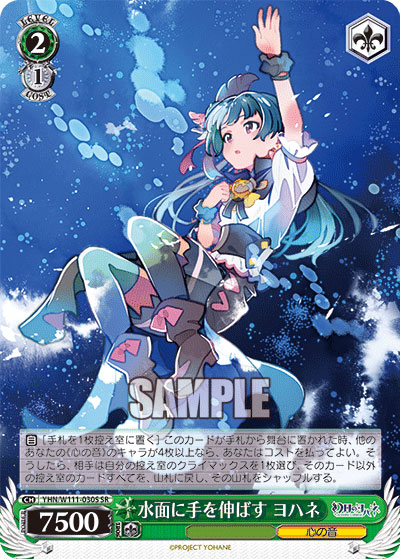 LEVEL
2
1
COST
SAMPLE
自【[手札を1枚控え室に置く]】このカードが手札から舞台に置かれた時、他の
あなたの《心の音》のキャラが4枚以上なら、あなたはコストを払ってよい。そ
うしたら、相手は自分の控え室のクライマックスを1枚選び、そのカード以外
の控え室のカードすべてを、山札に戻し、その山札をシャッフルする。
CH YHN/W111-030SSR SR
7500
水面に手を伸ばす ヨハネ
心の音
©PROJECT YOHANE